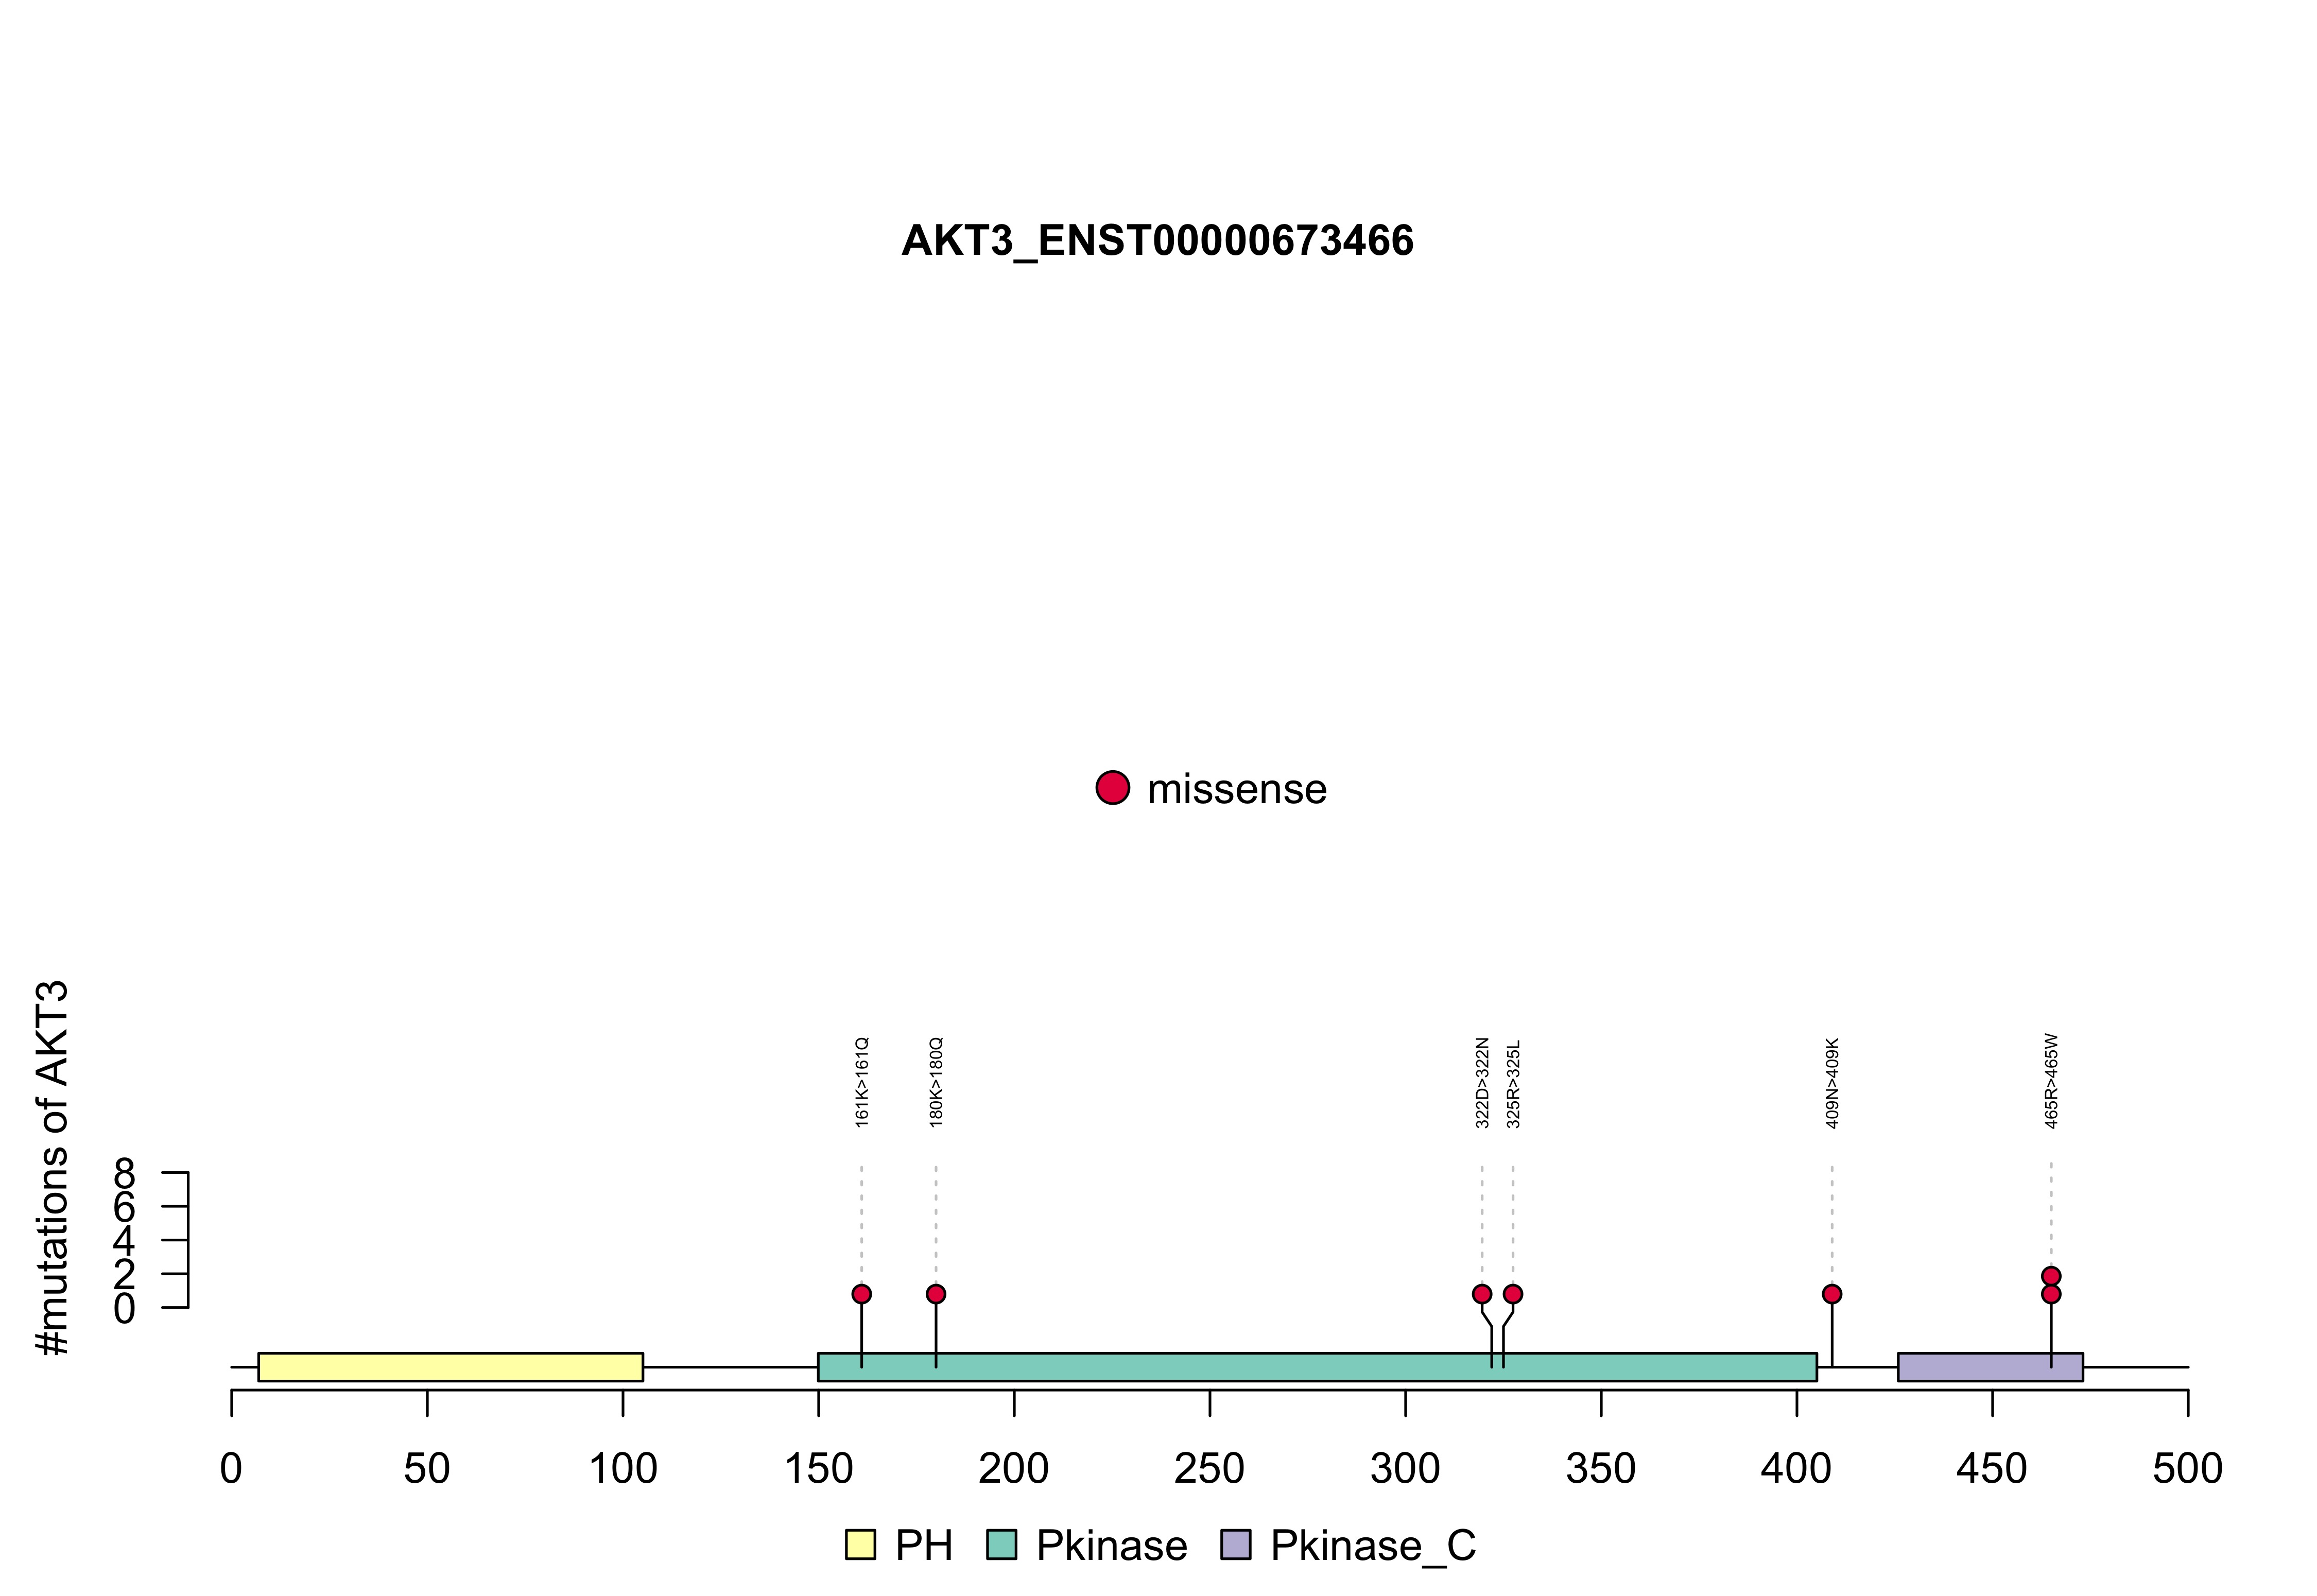 AKT3_ENST00000673466
missense
#mutations of AKT3
161K>161Q
180K>180Q
322D>322N
325R>325L
409N>409K
465R>465W
8
6
4
2
0
0 50 100 150 200 250 300 350 400 450 500
PH Pkinase Pkinase_C